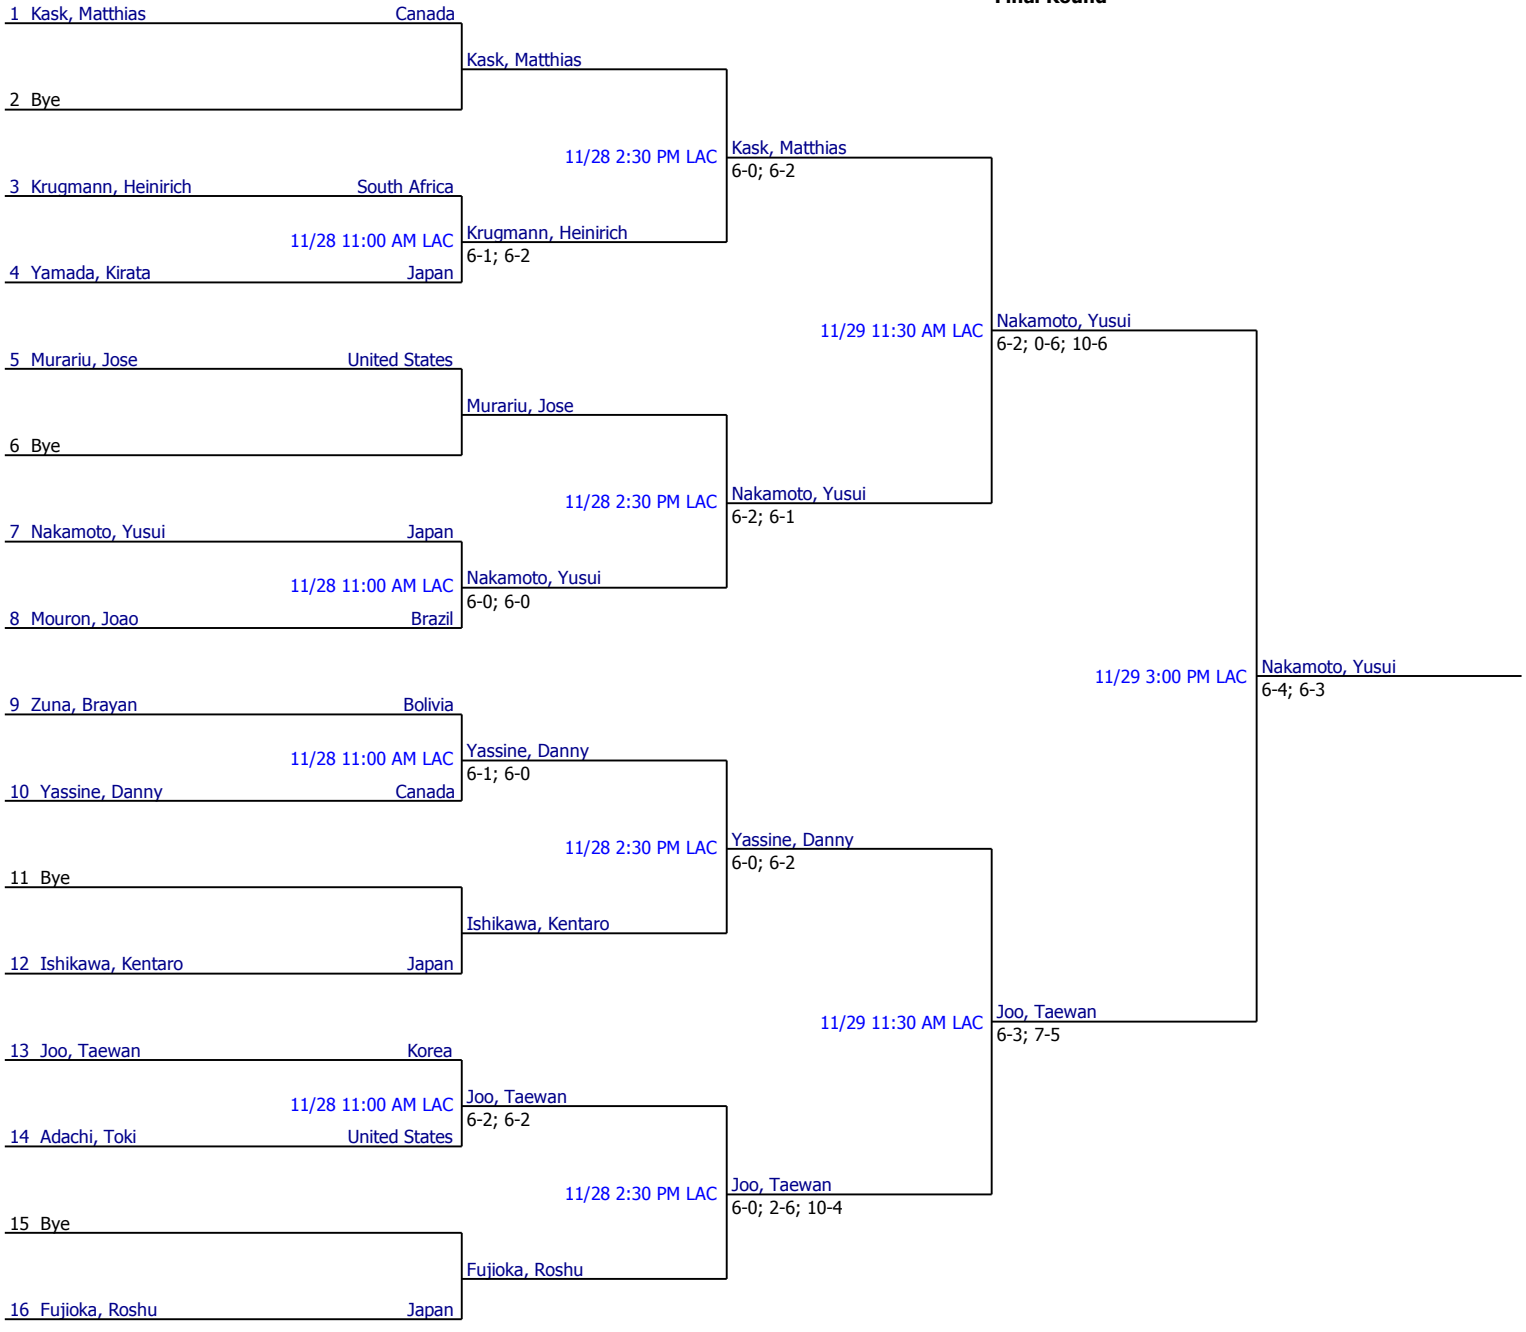 Final Round
1 Kask, Matthias Canada
Kask, Matthias
2 Bye
11/28 2:30 PM LAC Kask, Matthias
6-0; 6-2
3 Krugmann, Heinirich South Africa
11/28 11:00 AM LAC Krugmann, Heinirich
6-1; 6-2
4 Yamada, Kirata Japan
11/29 11:30 AM LAC Nakamoto, Yusui
6-2; 0-6; 10-6
5 Murariu, Jose United States
Murariu, Jose
6 Bye
11/28 2:30 PM LAC Nakamoto, Yusui
6-2; 6-1
7 Nakamoto, Yusui Japan
11/28 11:00 AM LAC Nakamoto, Yusui
6-0; 6-0
8 Mouron, Joao Brazil
11/29 3:00 PM LAC Nakamoto, Yusui
6-4; 6-3
9 Zuna, Brayan Bolivia
11/28 11:00 AM LAC Yassine, Danny
6-1; 6-0
10 Yassine, Danny Canada
11/28 2:30 PM LAC Yassine, Danny
6-0; 6-2
11 Bye
Ishikawa, Kentaro
12 Ishikawa, Kentaro Japan
11/29 11:30 AM LAC Joo, Taewan
6-3; 7-5
13 Joo, Taewan Korea
11/28 11:00 AM LAC Joo, Taewan
6-2; 6-2
14 Adachi, Toki United States
11/28 2:30 PM LAC Joo, Taewan
6-0; 2-6; 10-4
15 Bye
Fujioka, Roshu
16 Fujioka, Roshu Japan